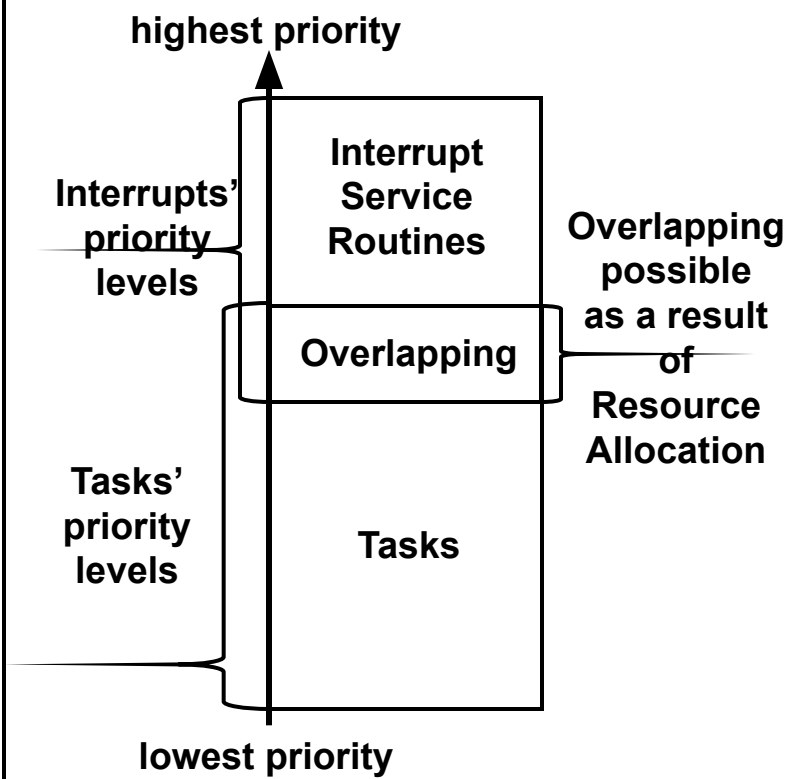 highest priority
Interrupt
Service
Routines
Interrupts’
priority
levels
Overlapping
possible
as a result
of
Resource
Allocation
Overlapping
Tasks’
priority
levels
Tasks
lowest priority